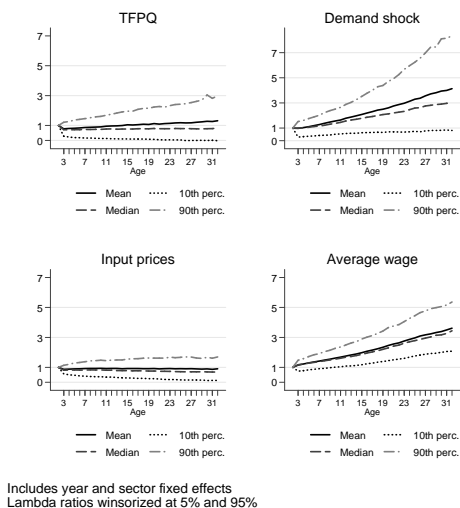 TFPQ
7
5
3
1
0
3 7 11 15 19 23 27 31
Age
Mean 10th perc.
Median 90th perc.
Demand shock
7
5
3
1
0
3 7 11 15 19 23 27 31
Age
Mean 10th perc.
Median 90th perc.
Input prices
7
5
3
1
0
3 7 11 15 19 23 27 31
Age
Mean 10th perc.
Median 90th perc.
Average wage
7
5
3
1
0
3 7 11 15 19 23 27 31
Age
Mean 10th perc.
Median 90th perc.
Includes year and sector fixed effects
Lambda ratios winsorized at 5% and 95%